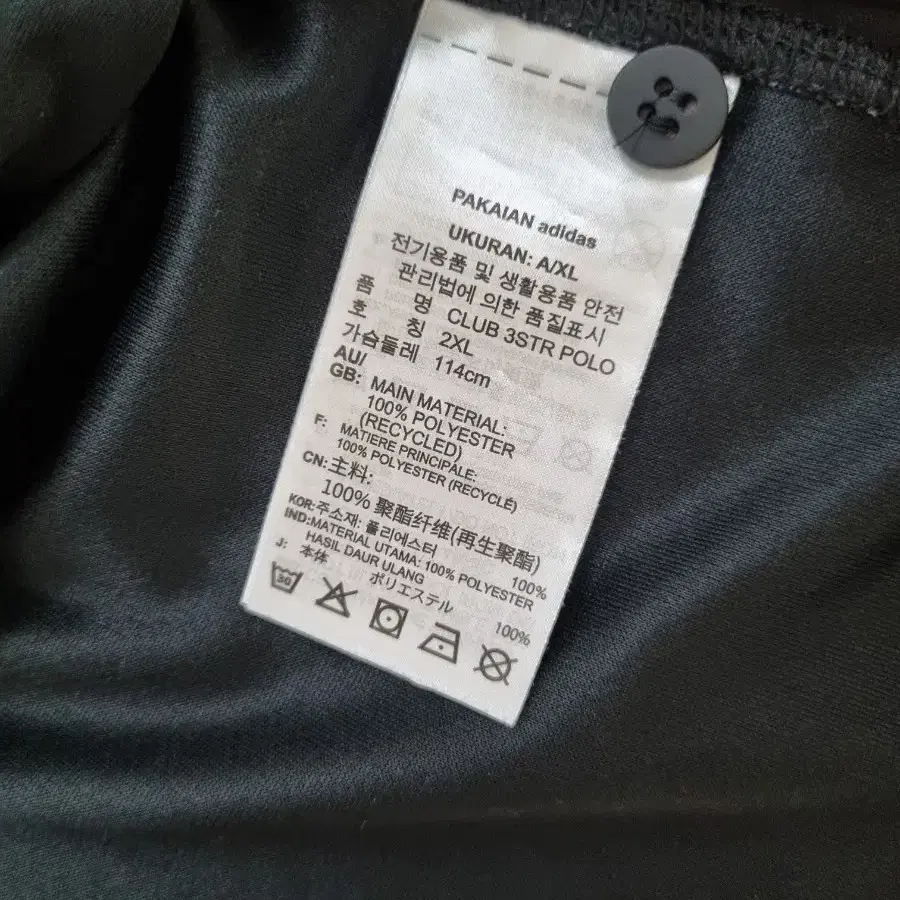 PAKAIAN adidas
UKURAN: A/XL
전기용품 및 생활용품 안전
관리법에 의한 품질표시
품 명 CLUB 3STR POLO
호 칭 2XL
가슴둘레 114cm
AU/
GB: MAIN MATERIAL:
100% POLYESTER
(RECYCLED)
F: MATIERE PRINCIPALE:
100% POLYESTER (RECYCLÉ)
CN: 主料:
100% 聚酯纤维(再生聚酯)
KOR: 주소재: 폴리에스터 100%
IND: MATERIAL UTAMA: 100% POLYESTER
HASIL DAUR ULANG
J: 本体 ポリエステル 100%
30